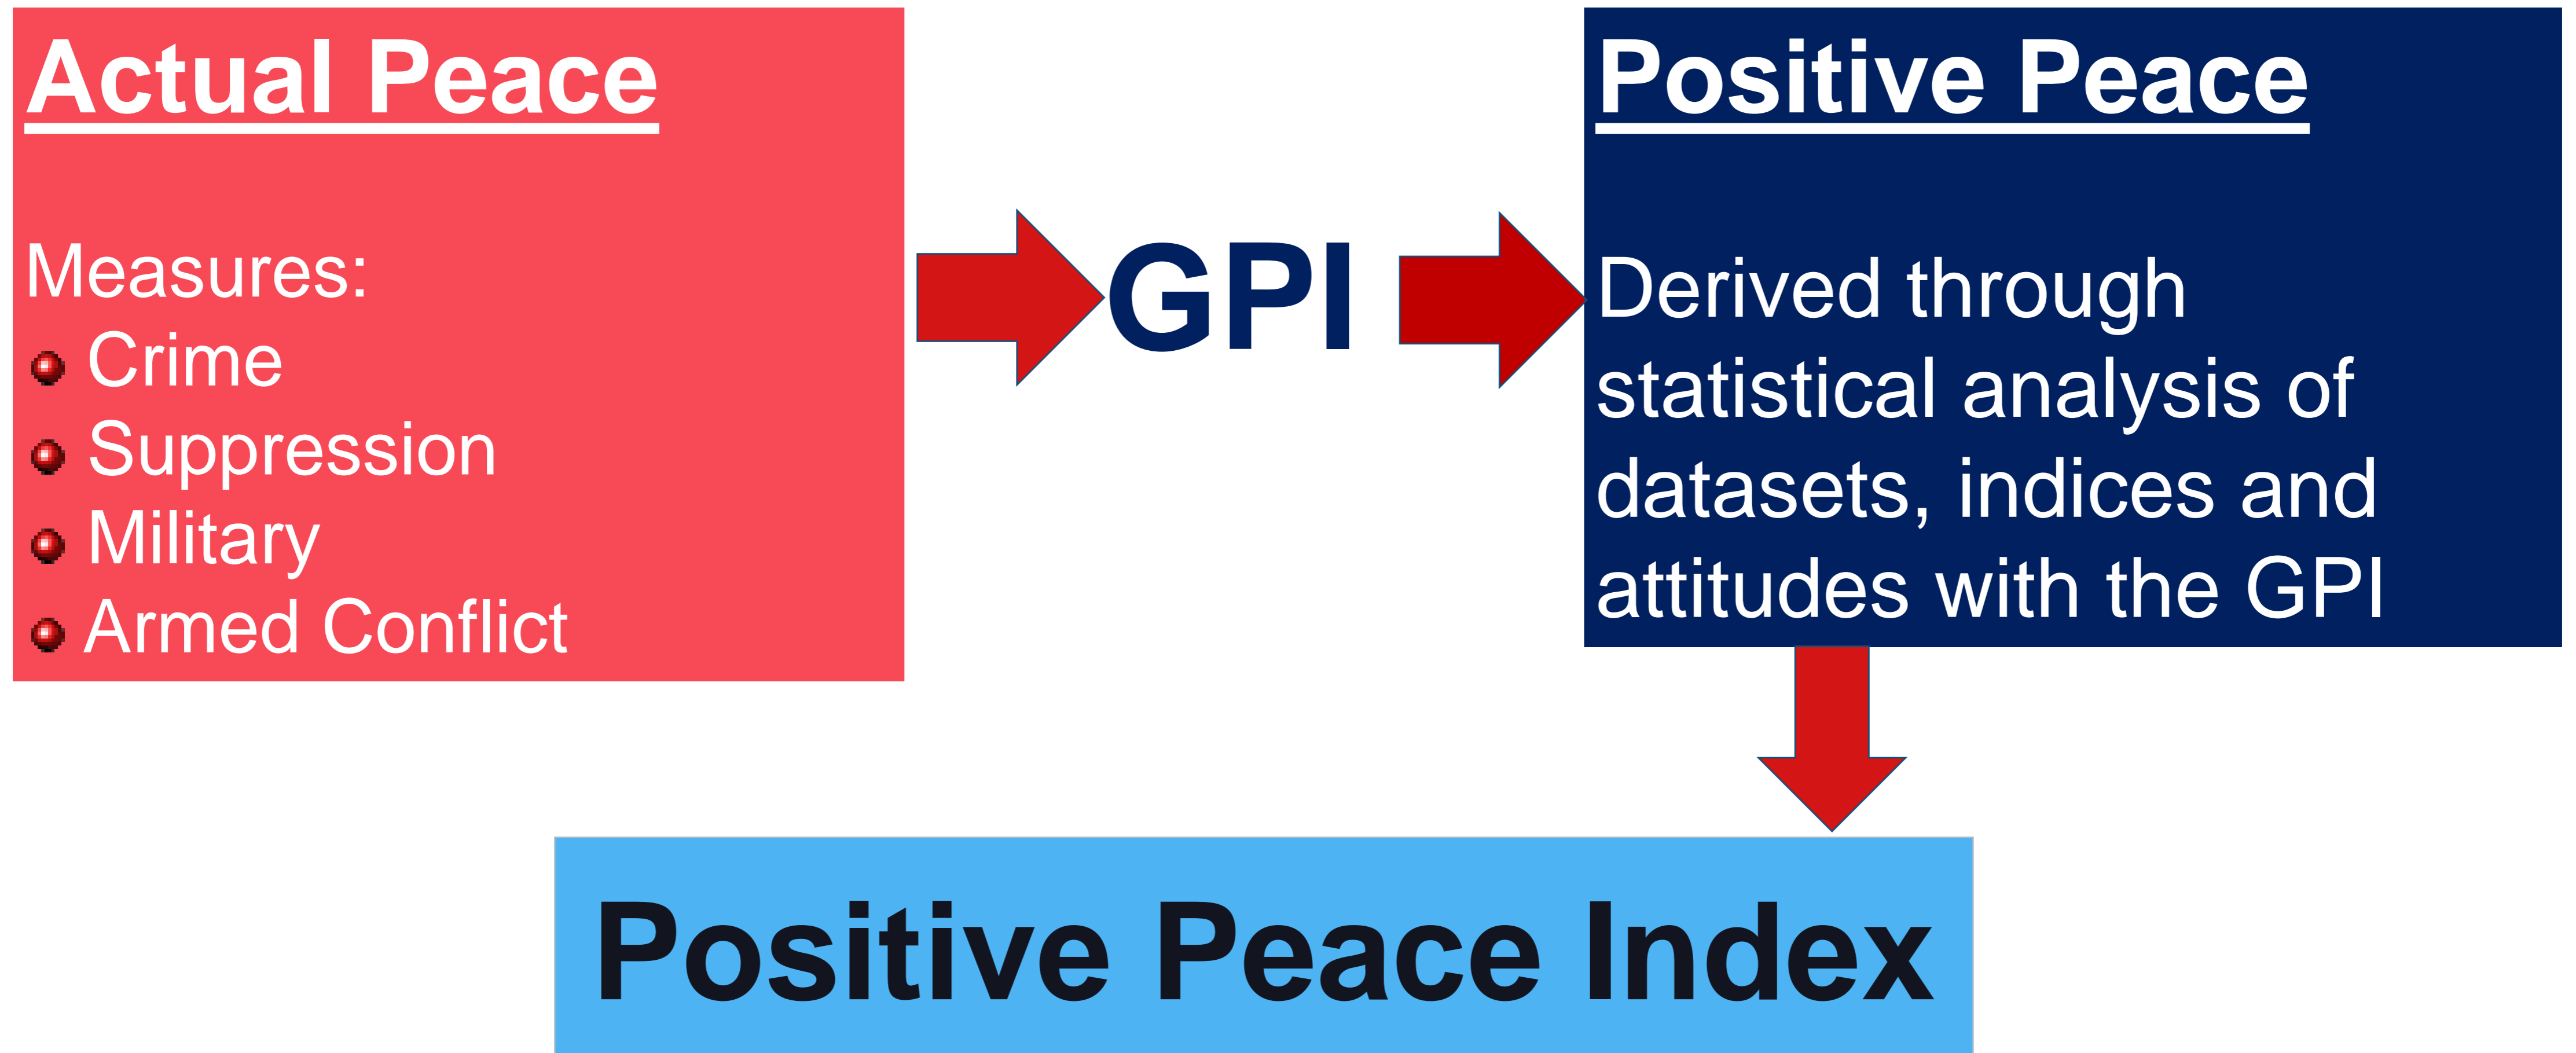 Actual Peace
Measures:
Crime
Suppression
Military
Armed Conflict
GPI
Positive Peace
Derived through
statistical analysis of
datasets, indices and
attitudes with the GPI
Positive Peace Index